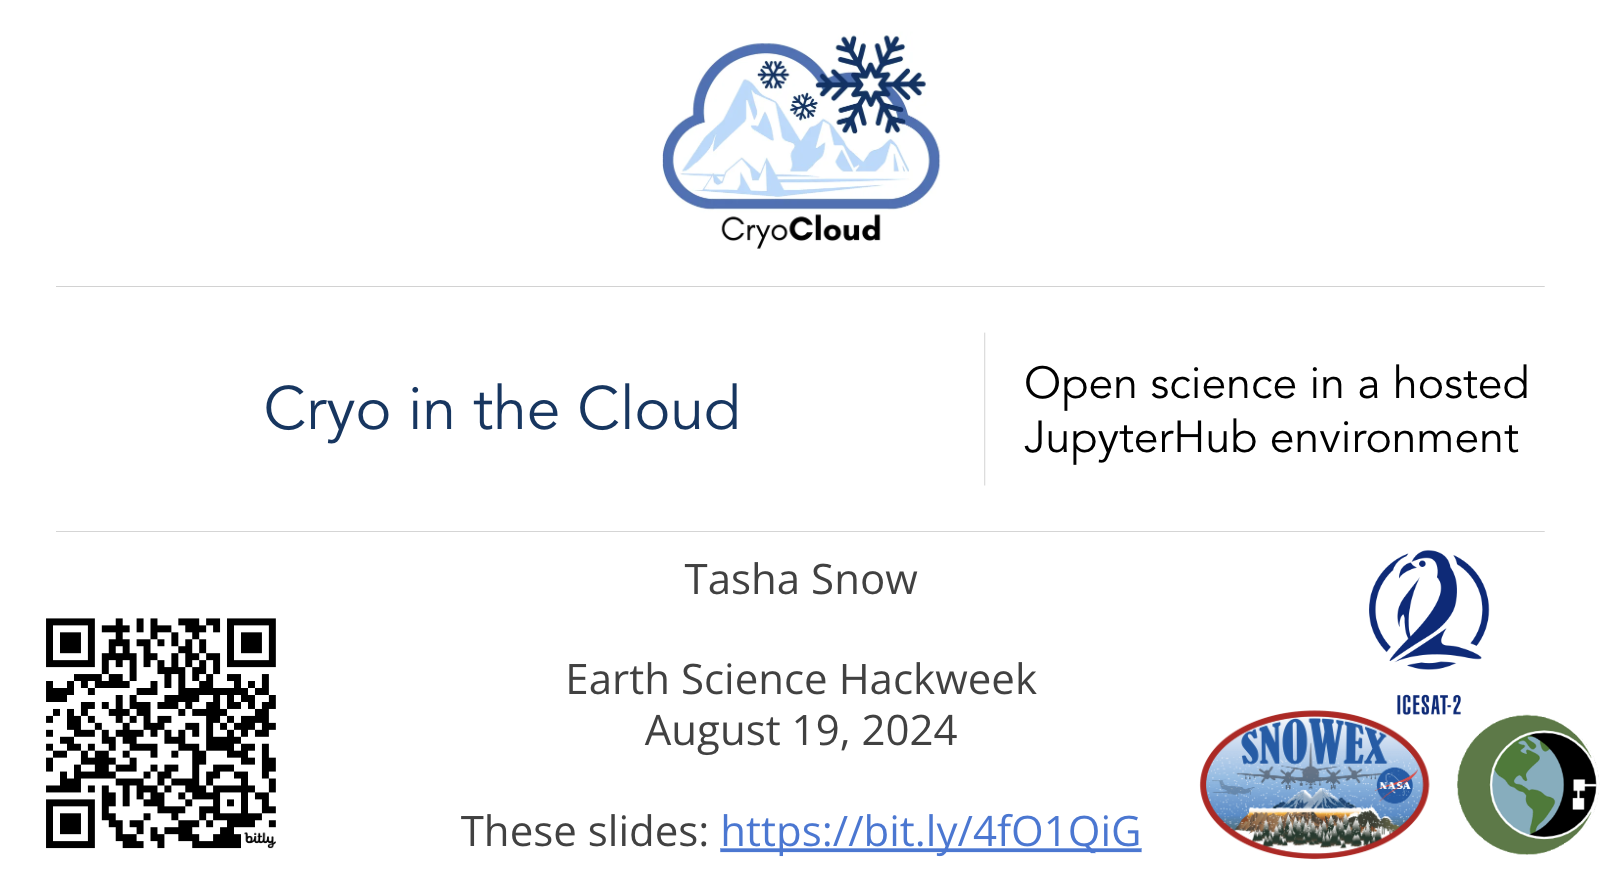 CryoCloud
Cryo in the Cloud
Open science in a hosted
JupyterHub environment
Tasha Snow
Earth Science Hackweek
August 19, 2024
These slides: https://bit.ly/4fO1QiG
bitly
ICESAT-2
SNOWEX
NASA